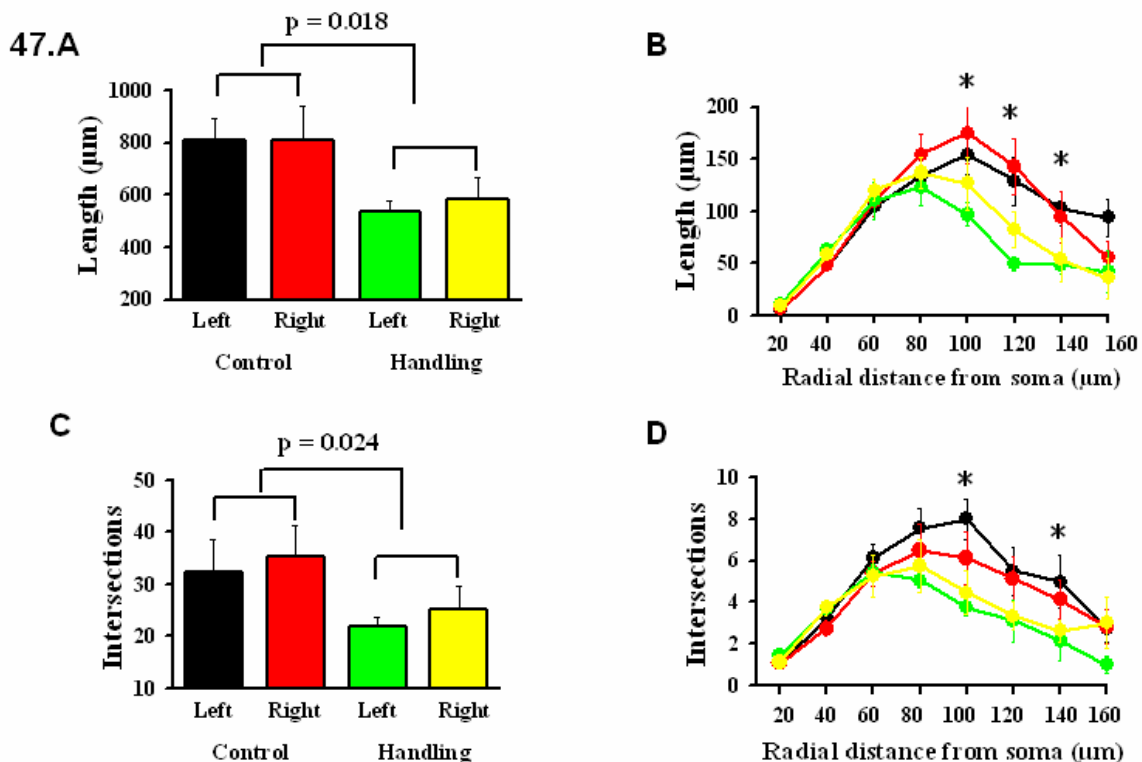 47.A
p = 0.018
Length (µm)
1000
800
600
400
200
Left Right Left Right
Control Handling
B
* * *
Length (µm)
200
150
100
50
0
20 40 60 80 100 120 140 160
Radial distance from soma (µm)
C
p = 0.024
Intersections
50
40
30
20
10
Left Right Left Right
Control Handling
D
* *
Intersections
10
8
6
4
2
0
20 40 60 80 100 120 140 160
Radial distance from soma (µm)